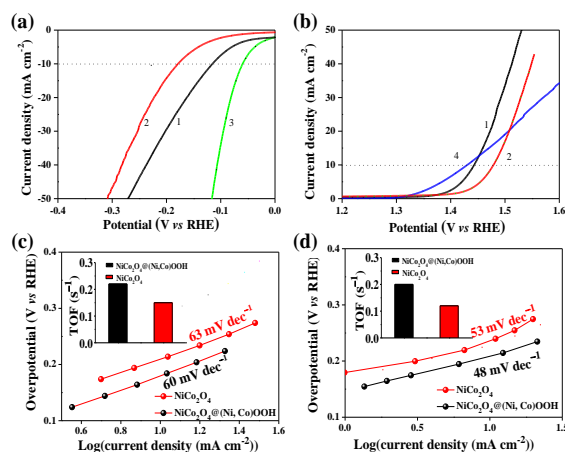 (a)
0
-10
-20
-30
-40
-50
Current density (mA cm⁻²)
2
1
3
-0.4 -0.3 -0.2 -0.1 0.0
Potential (V vs RHE)
(b)
50
40
30
20
10
0
Current density (mA cm⁻²)
4
1
2
1.2 1.3 1.4 1.5 1.6
Potential (V vs RHE)
(c)
0.4
0.3
0.2
0.1
Overpotential (V vs RHE)
NiCo₂O₄@(Ni,Co)OOH
NiCo₂O₄
0.3
0.2
0.1
0.0
TOF (s⁻¹)
63 mV dec⁻¹
60 mV dec⁻¹
NiCo₂O₄
NiCo₂O₄@(Ni, Co)OOH
0.6 0.8 1.0 1.2 1.4 1.6
Log(current density (mA cm⁻²)
(d)
0.4
0.3
0.2
0.1
Overpotential (V vs RHE)
NiCo₂O₄@(Ni,Co)OOH
NiCo₂O₄
0.3
0.2
0.1
0.0
TOF (s⁻¹)
53 mV dec⁻¹
48 mV dec⁻¹
NiCo₂O₄
NiCo₂O₄@(Ni, Co)OOH
0.0 0.5 1.0 1.5
Log(current density (mA cm⁻²)